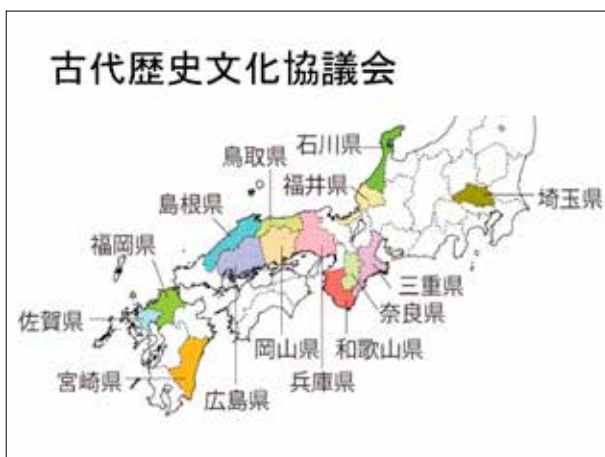 古代歴史文化協議会
石川県
鳥取県
福井県
島根県
埼玉県
福岡県
三重県
佐賀県
奈良県
岡山県
和歌山県
宮崎県
兵庫県
広島県